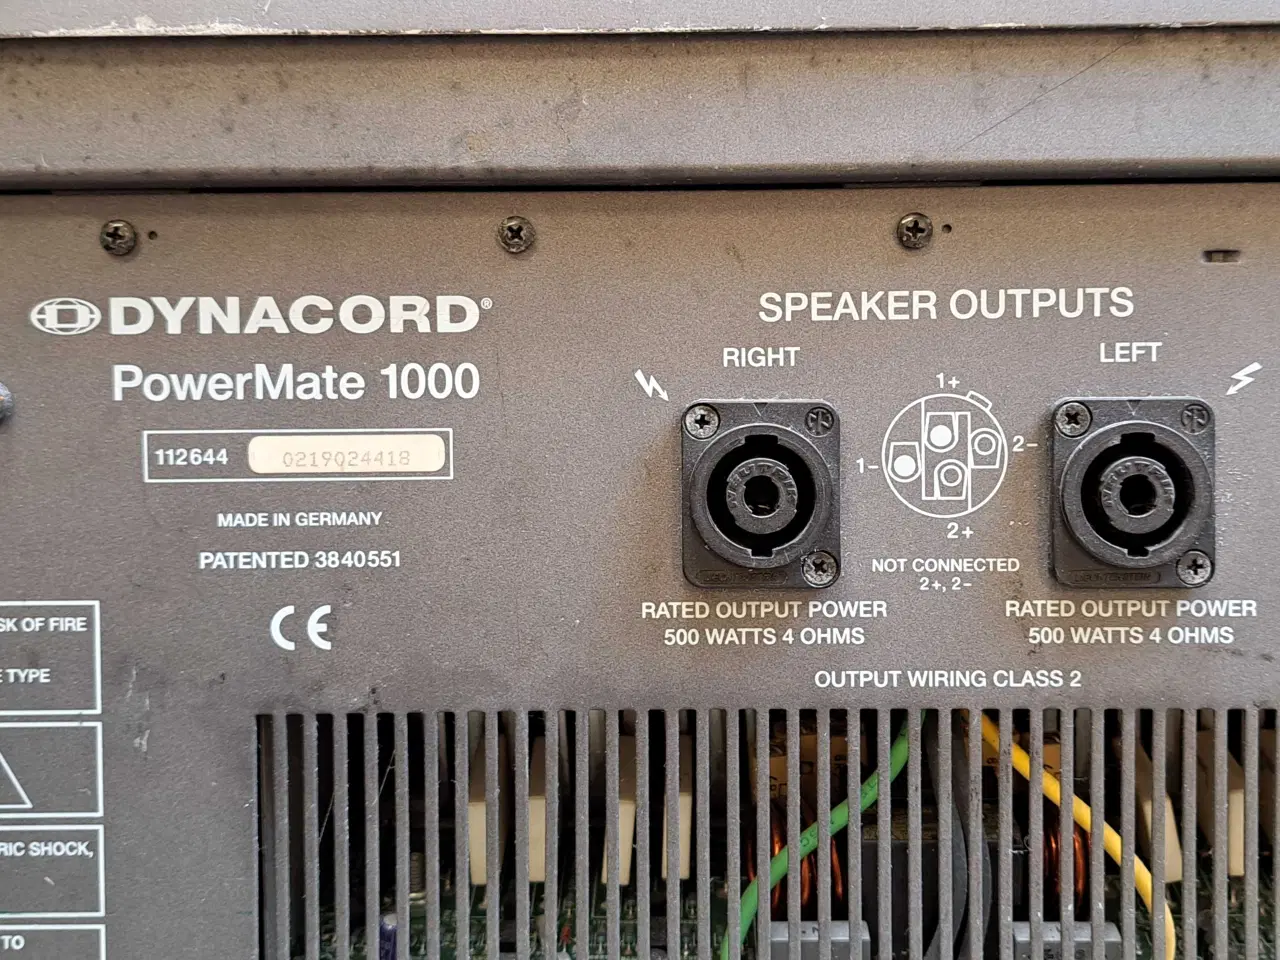 DYNACORD®
PowerMate 1000
112644 0219024418
MADE IN GERMANY
PATENTED 3840551
CE
SK OF FIRE
E TYPE
RIC SHOCK,
TO
SPEAKER OUTPUTS
RIGHT
LEFT
1+
2-
1-
2+
NOT CONNECTED
2+, 2-
NEUTRIK
NEUTRIK
RATED OUTPUT POWER
500 WATTS 4 OHMS
RATED OUTPUT POWER
500 WATTS 4 OHMS
OUTPUT WIRING CLASS 2